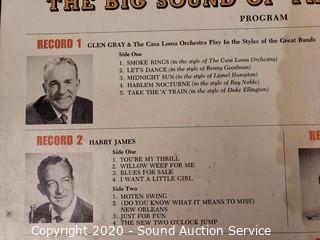 THE BIG SOUND OF
PROGRAM
RECORD 1 GLEN GRAY & The Casa Loma Orchestra Play In the Styles of the Great Bands
Side One
1. SMOKE RINGS (in the style of The Casa Loma Orchestra)
2. LET'S DANCE (in style of Benny Goodman)
3. MIDNIGHT SUN (in style of Lionel Hampton)
4. HARLEM NOCTURNE (in style of Ray Noble)
5. TAKE THE 'A' TRAIN (in style of Duke Ellington)
RECORD 2 HARRY JAMES
Side One
1. YOU'RE MY THRILL
2. WILLOW WEEP FOR ME
3. BLUES FOR SALE
4. I WANT A LITTLE GIRL
Side Two
1. MOTEN SWING
2. (DO YOU KNOW WHAT IT MEANS TO MISS)
NEW ORLEANS
3. JUST FOR FUN
4. THE NEW TWO O'CLOCK JUMP
RECORD
Copyright 2020 - Sound Auction Service